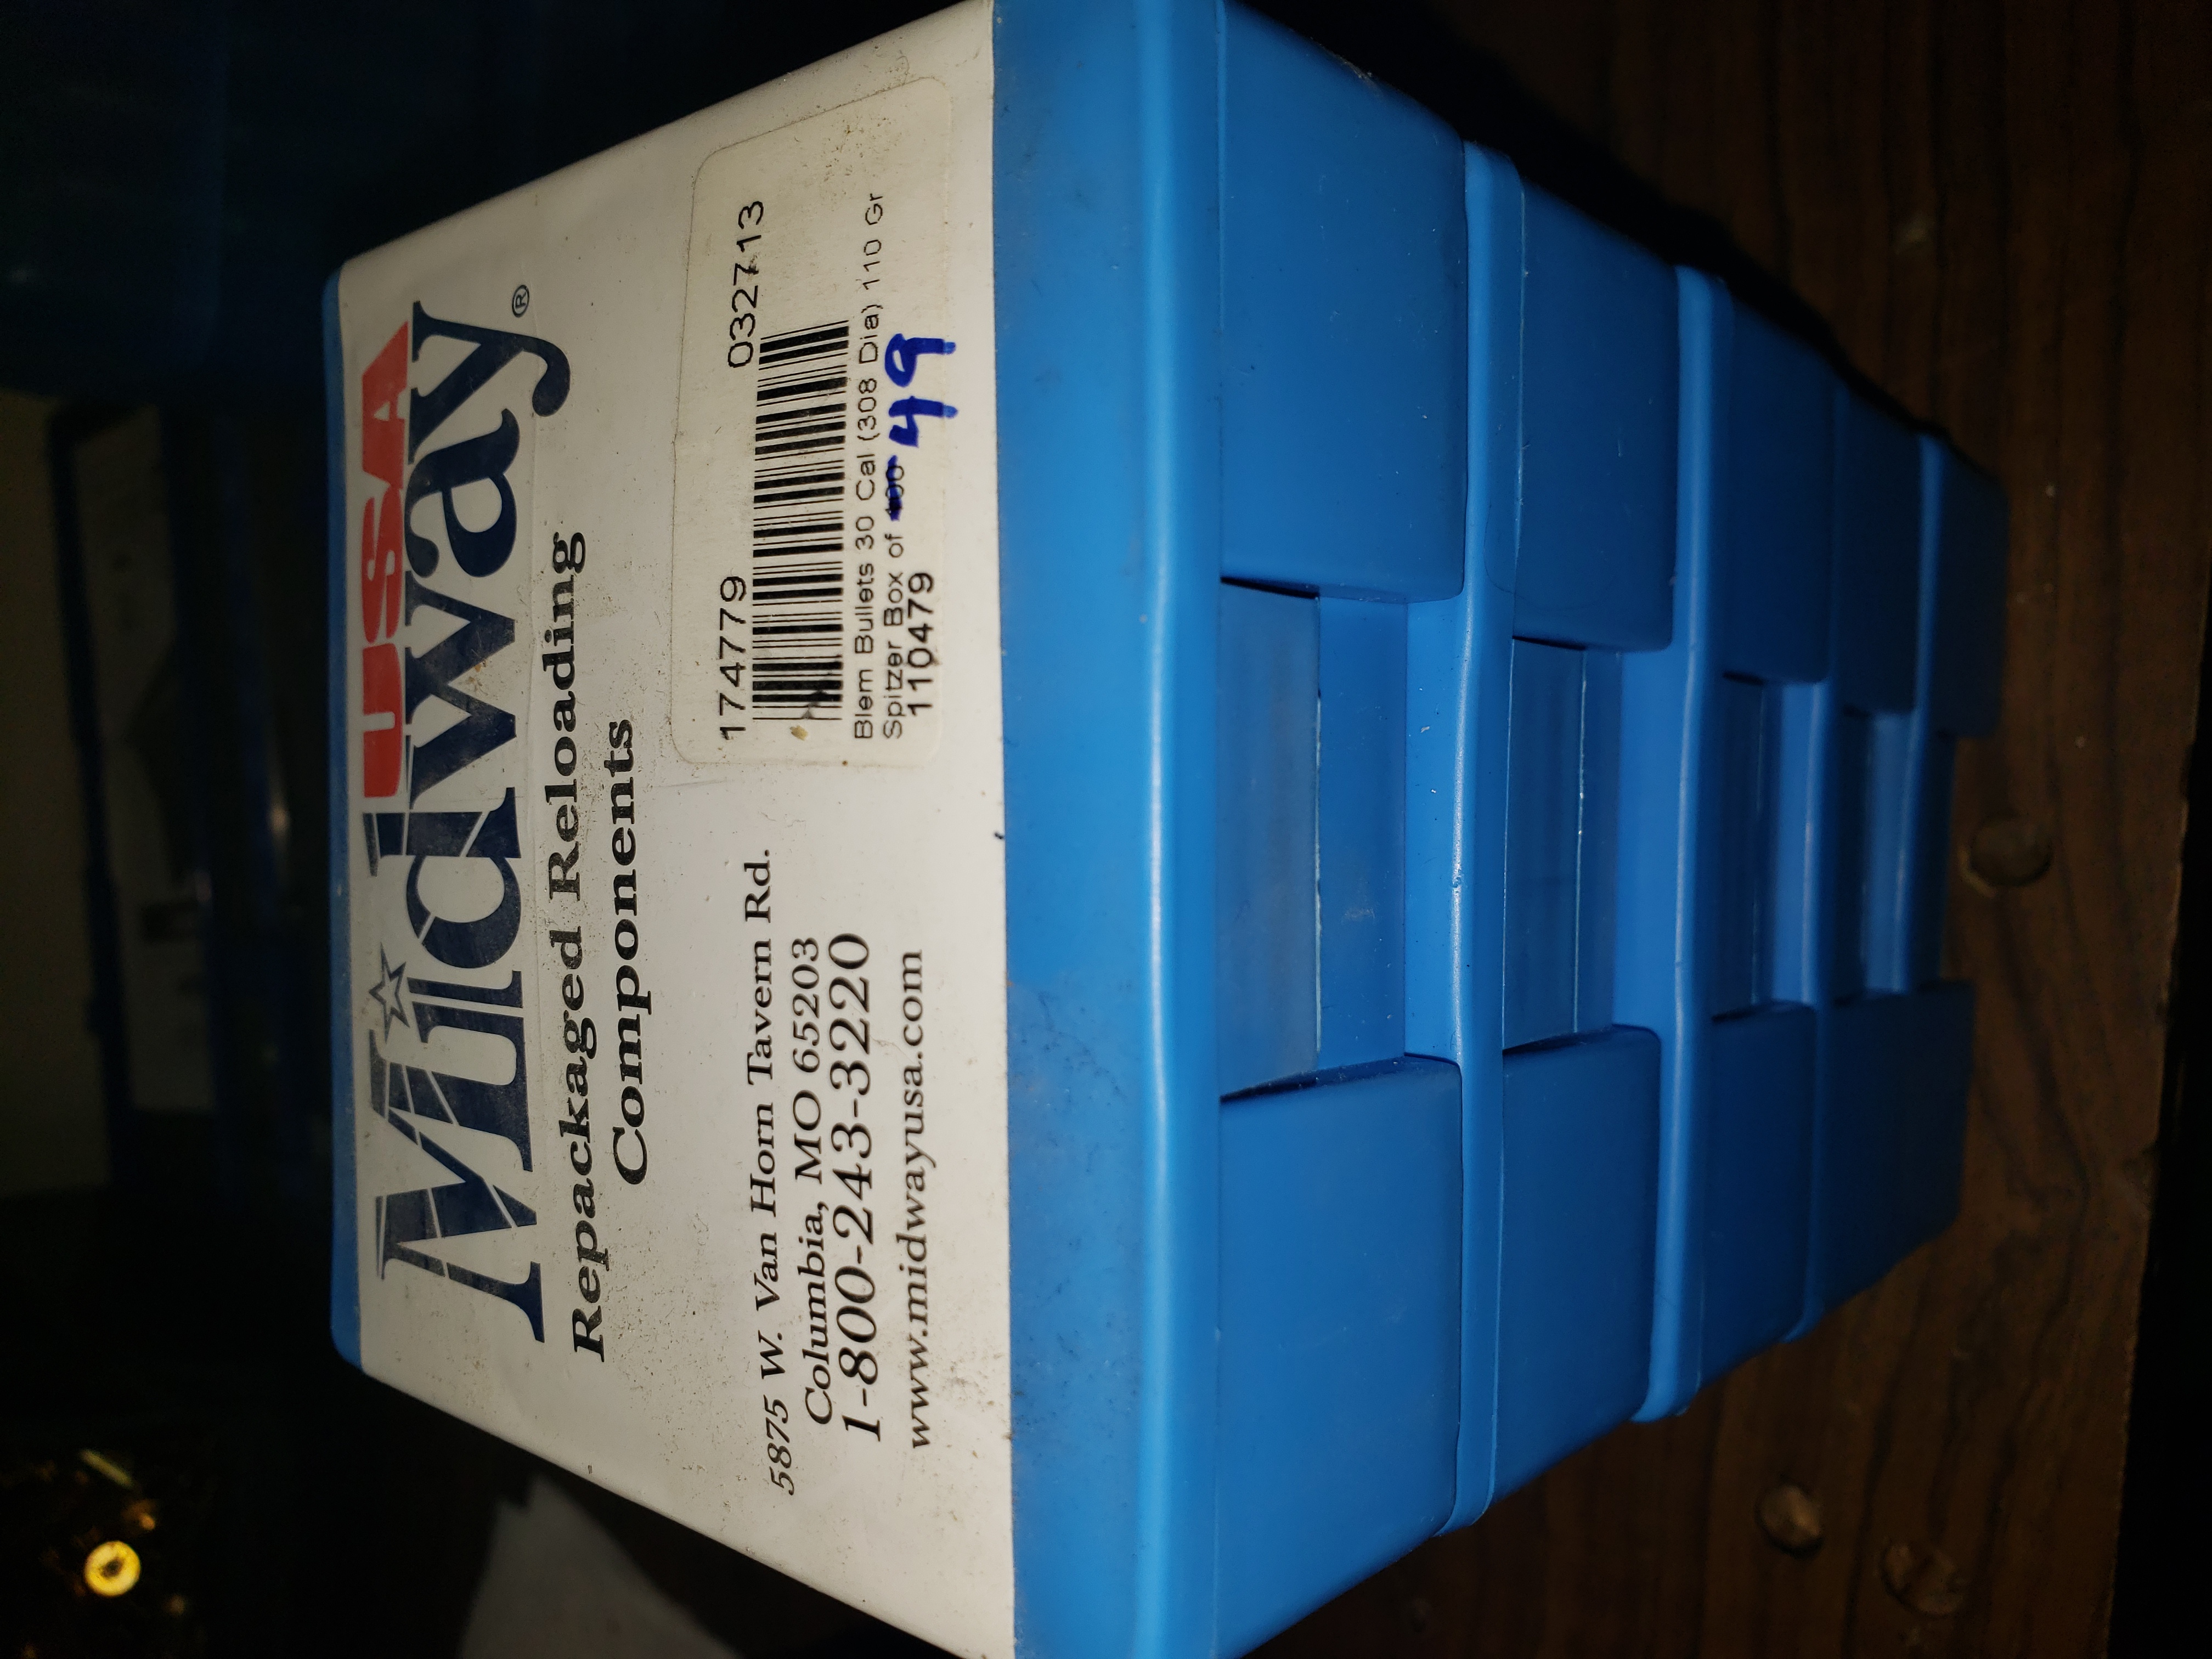 USA
Midway®
Repackaged Reloading
Components
5875 W. Van Horn Tavern Rd.
Columbia, MO 65203
1-800-243-3220
www.midwayusa.com
174779 032713
Blem Bullets 30 Cal (308 Dia) 110 Gr
Spitzer Box of 100 49
110479